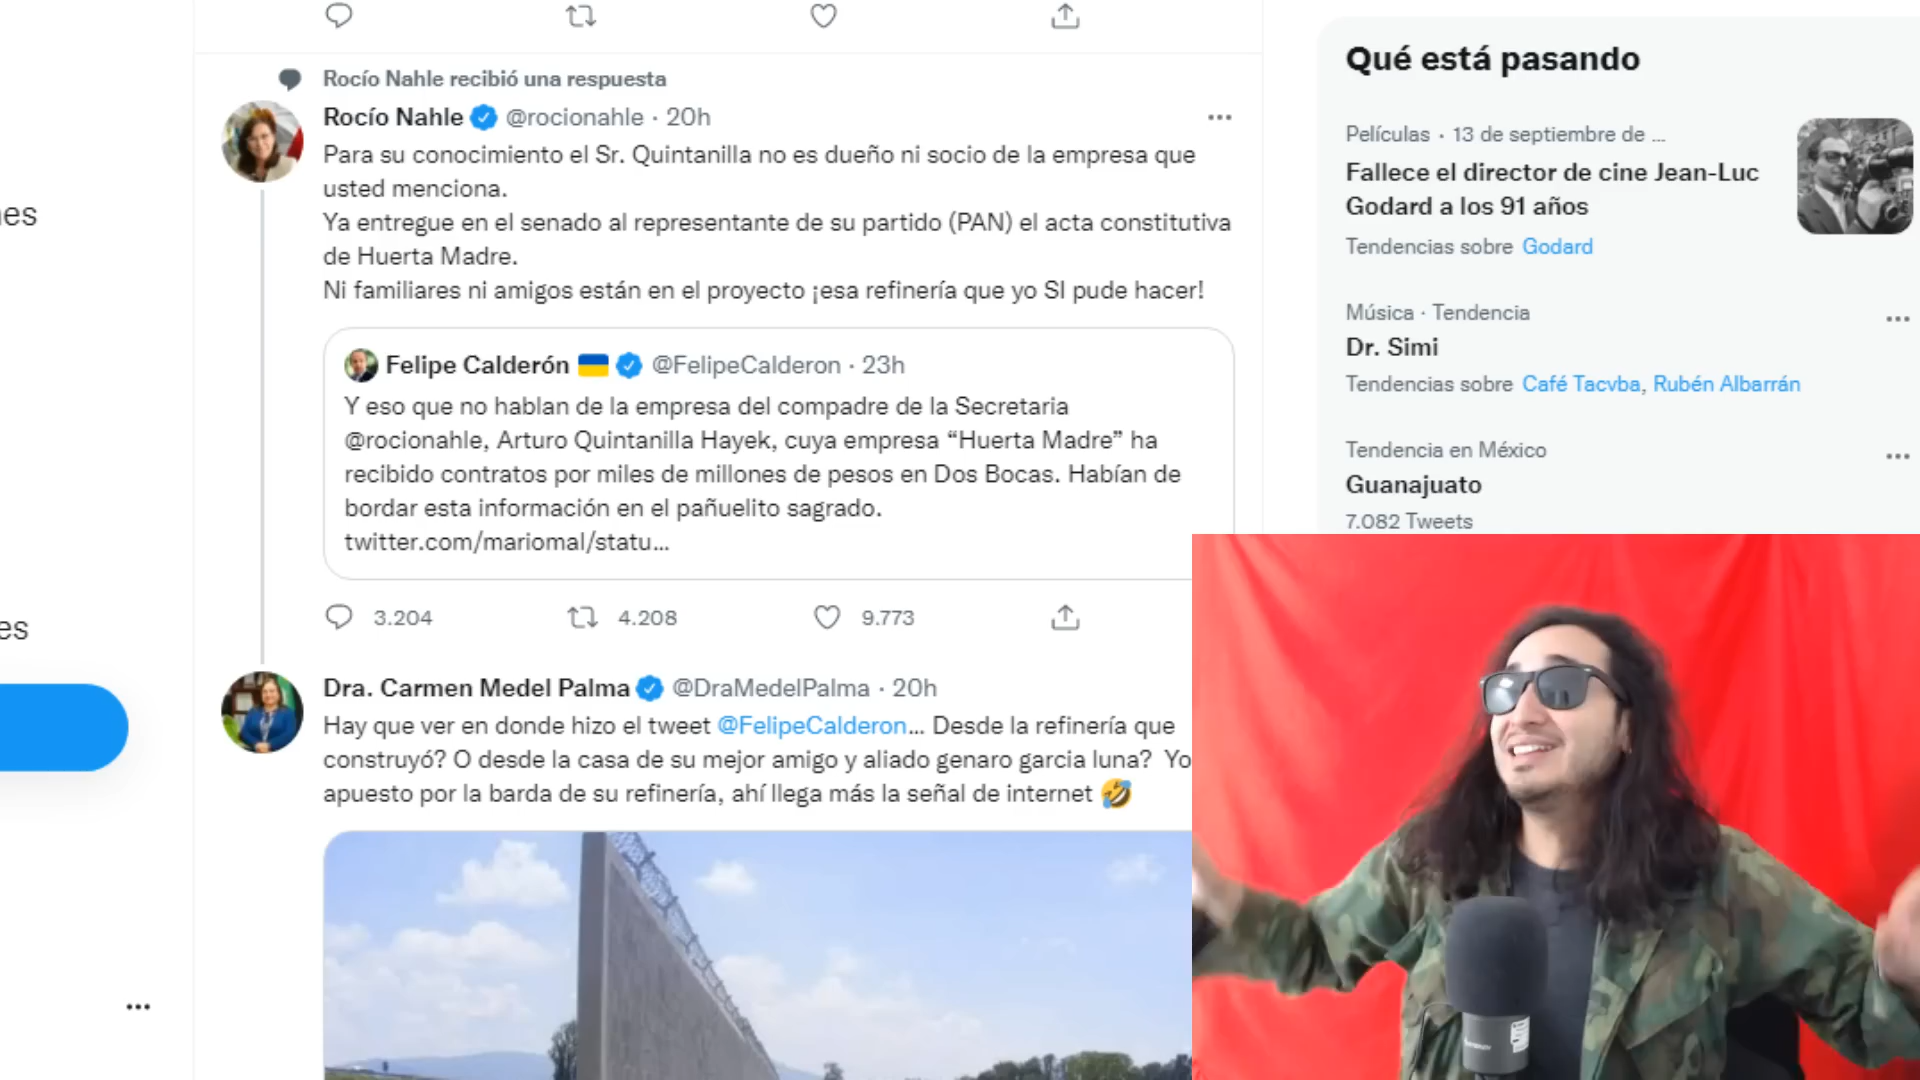 Rocío Nahle recibió una respuesta
Rocío Nahle @rocionahle · 20h
Para su conocimiento el Sr. Quintanilla no es dueño ni socio de la empresa que
usted menciona.
Ya entregue en el senado al representante de su partido (PAN) el acta constitutiva
de Huerta Madre.
Ni familiares ni amigos están en el proyecto ¡esa refinería que yo SI pude hacer!
Felipe Calderón @FelipeCalderon · 23h
Y eso que no hablan de la empresa del compadre de la Secretaria
@rocionahle, Arturo Quintanilla Hayek, cuya empresa “Huerta Madre” ha
recibido contratos por miles de millones de pesos en Dos Bocas. Habían de
bordar esta información en el pañuelito sagrado.
twitter.com/mariomal/statu...
3.204 4.208 9.773
Dra. Carmen Medel Palma @DraMedelPalma · 20h
Hay que ver en donde hizo el tweet @FelipeCalderon... Desde la refinería que
construyó? O desde la casa de su mejor amigo y aliado genaro garcia luna? Yo
apuesto por la barda de su refinería, ahí llega más la señal de internet 🤣
Qué está pasando
Películas · 13 de septiembre de ...
Fallece el director de cine Jean-Luc
Godard a los 91 años
Tendencias sobre Godard
Música · Tendencia
Dr. Simi
Tendencias sobre Café Tacvba, Rubén Albarrán
Tendencia en México
Guanajuato
7.082 Tweets
es